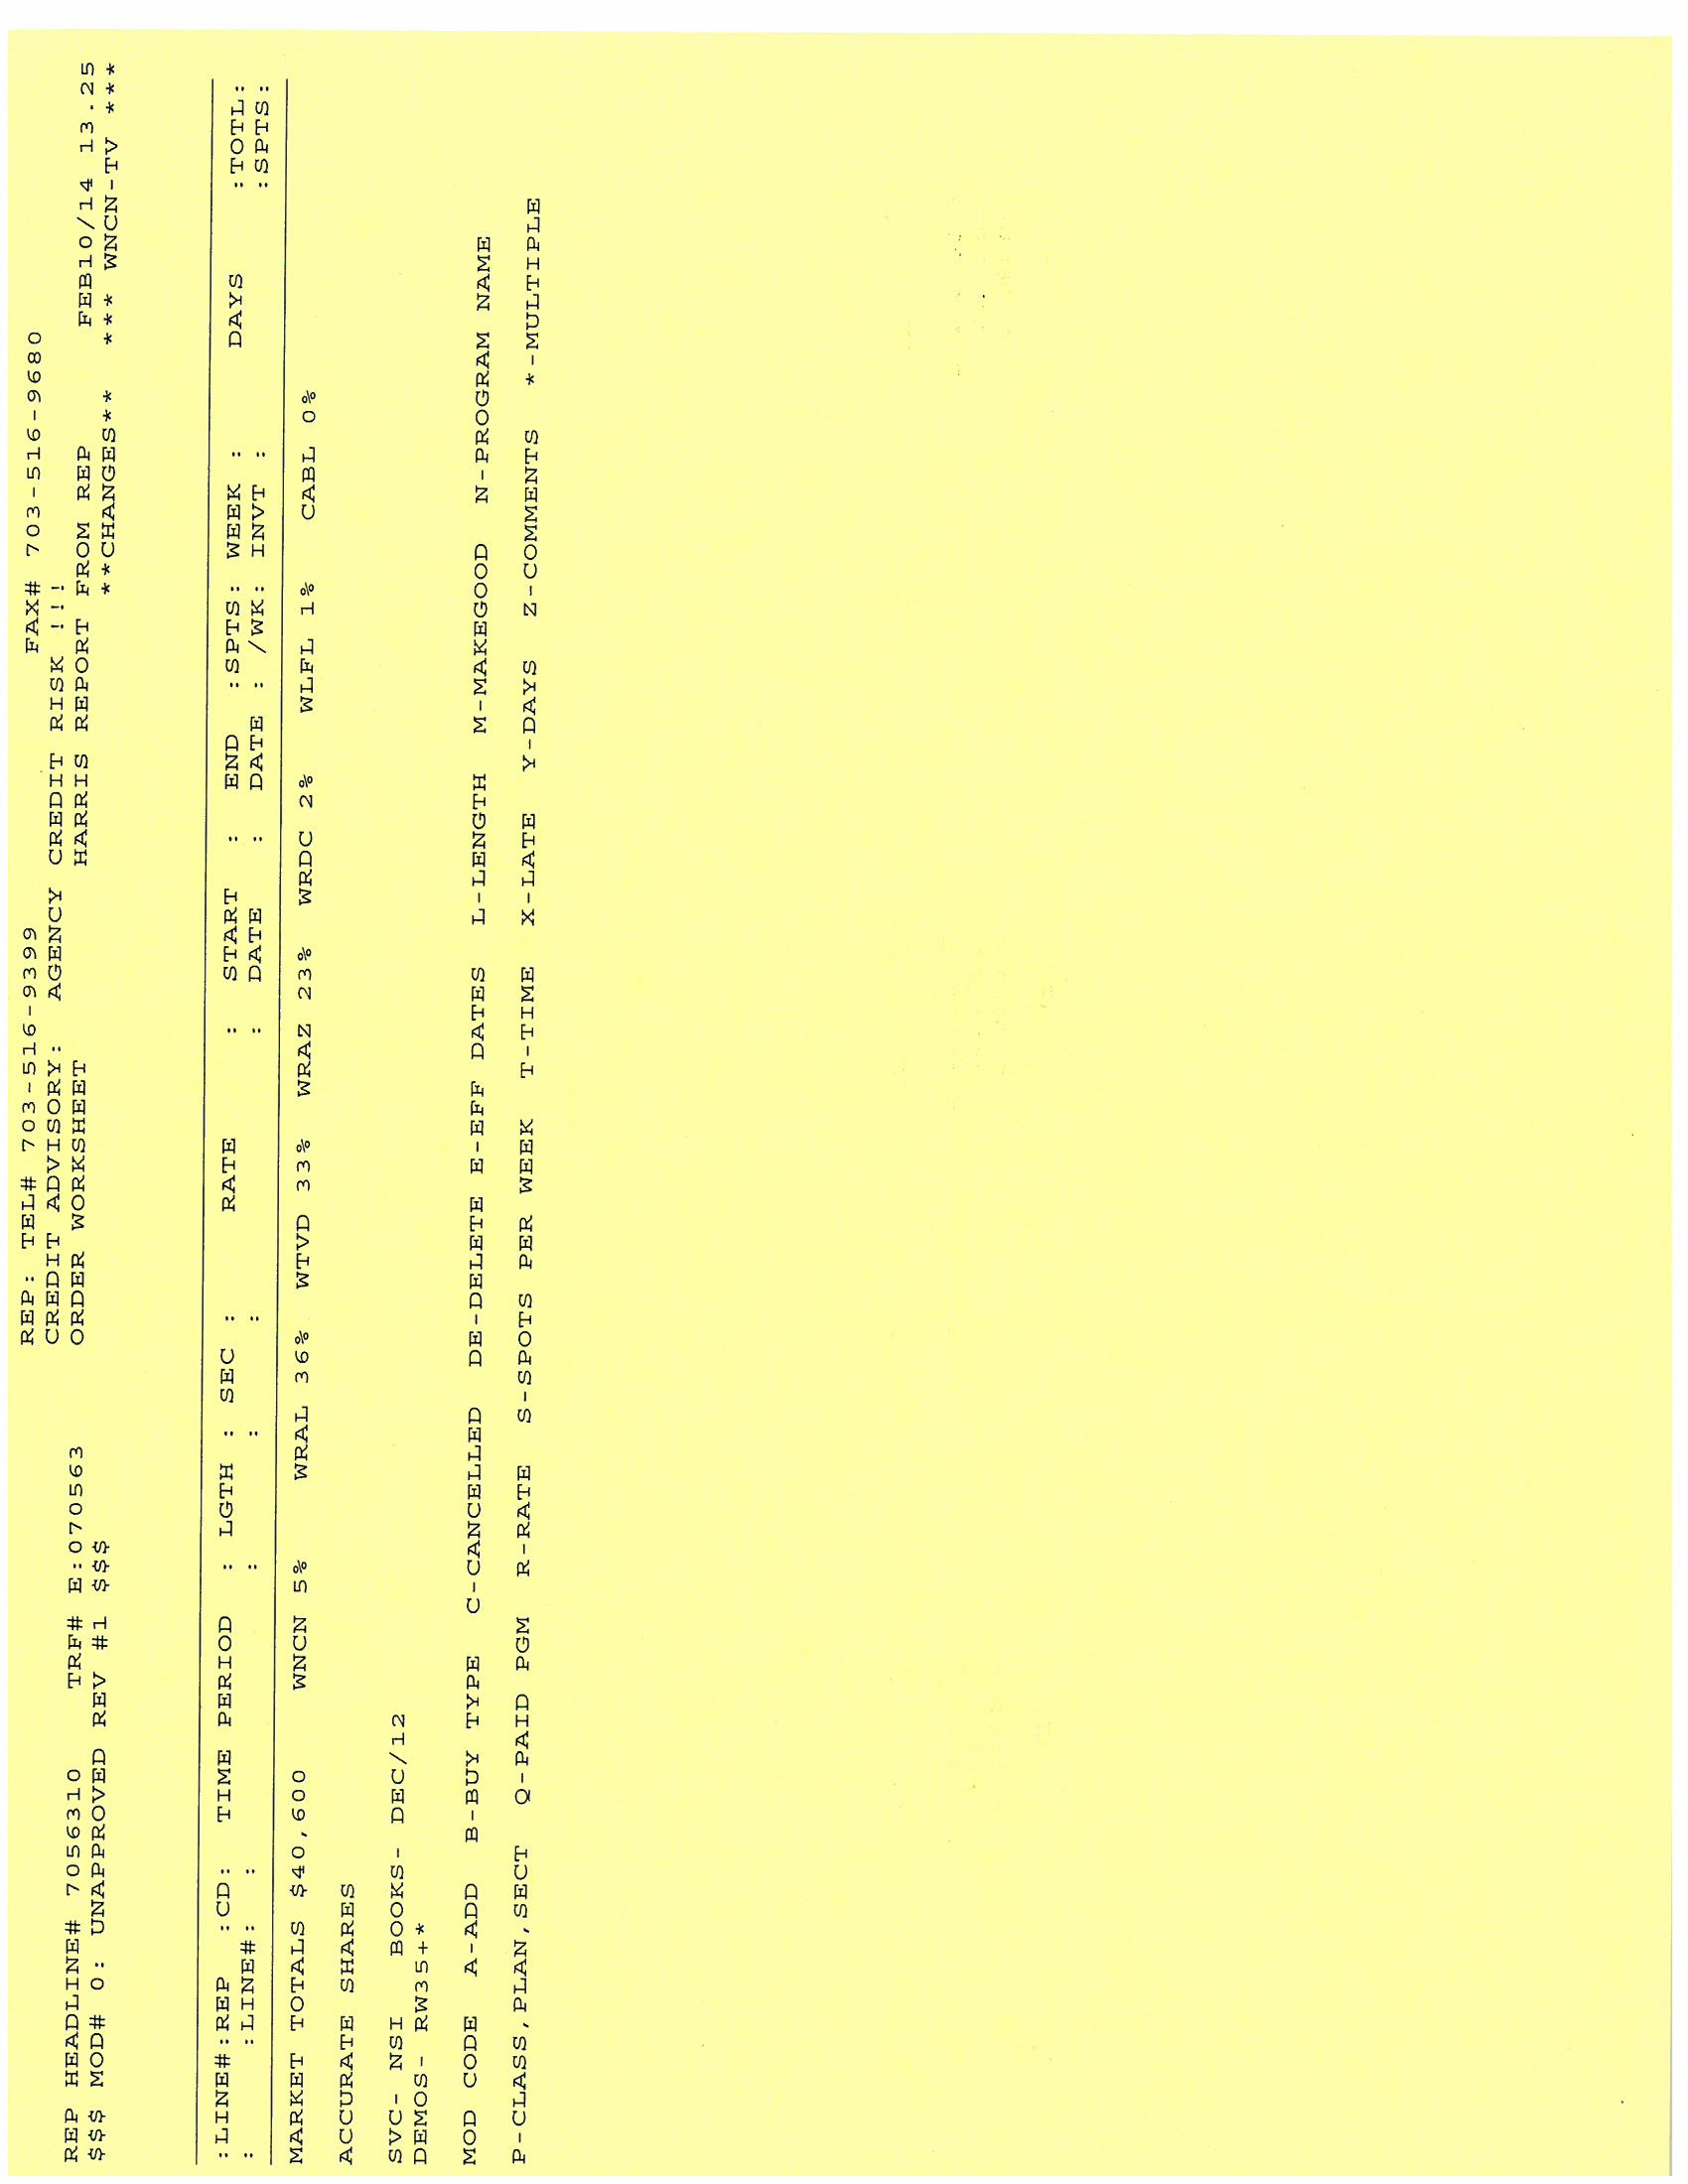 REP: TEL# 703-516-9399 FAX# 703-516-9680
CREDIT ADVISORY: AGENCY CREDIT RISK !!!
REP HEADLINE# 7056310 TRF# E:070563 ORDER WORKSHEET HARRIS REPORT FROM REP FEB10/14 13.25
$$$ MOD# 0: UNAPPROVED REV #1 $$$ **CHANGES** *** WNCN-TV ***
:LINE#:REP :CD: TIME PERIOD : LGTH : SEC : RATE : START : END :SPTS: WEEK : DAYS :TOTL:
: :LINE#: : : : : : DATE : DATE : /WK: INVT : :SPTS:
MARKET TOTALS $40,600 WNCN 5% WRAL 36% WTVD 33% WRAZ 23% WRDC 2% WLFL 1% CABL 0%
ACCURATE SHARES
SVC- NSI BOOKS- DEC/12
DEMOS- RW35+*
MOD CODE A-ADD B-BUY TYPE C-CANCELLED DE-DELETE E-EFF DATES L-LENGTH M-MAKEGOOD N-PROGRAM NAME
P-CLASS,PLAN,SECT Q-PAID PGM R-RATE S-SPOTS PER WEEK T-TIME X-LATE Y-DAYS Z-COMMENTS *-MULTIPLE